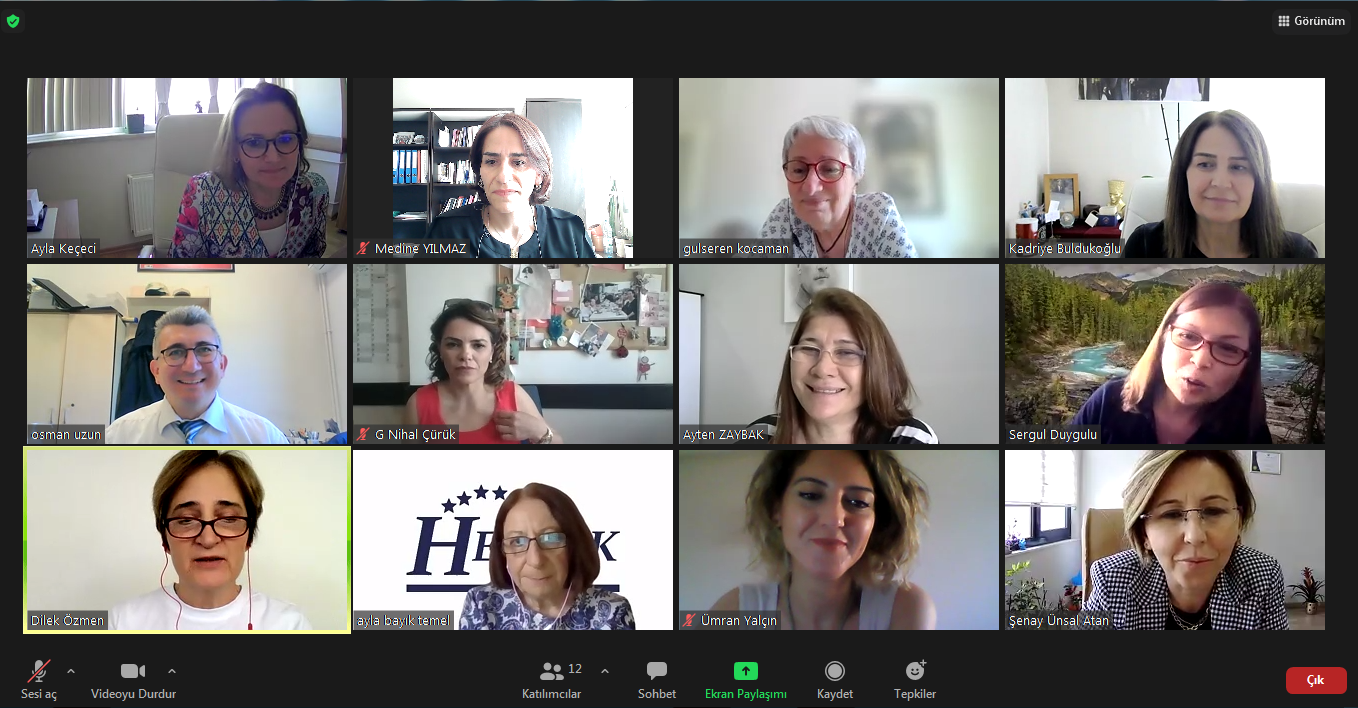 Görünüm
Ayla Keçeci
Medine YILMAZ
gulseren kocaman
Kadriye Buldukoğlu
osman uzun
G Nihal Çürük
Ayten ZAYBAK
Sergul Duygulu
Dilek Özmen
ayla bayık temel
Ümran Yalçın
Şenay Ünsal Atan
Sesi aç
Videoyu Durdur
12
Katılımcılar
Sohbet
Ekran Paylaşımı
Kaydet
Tepkiler
Çık